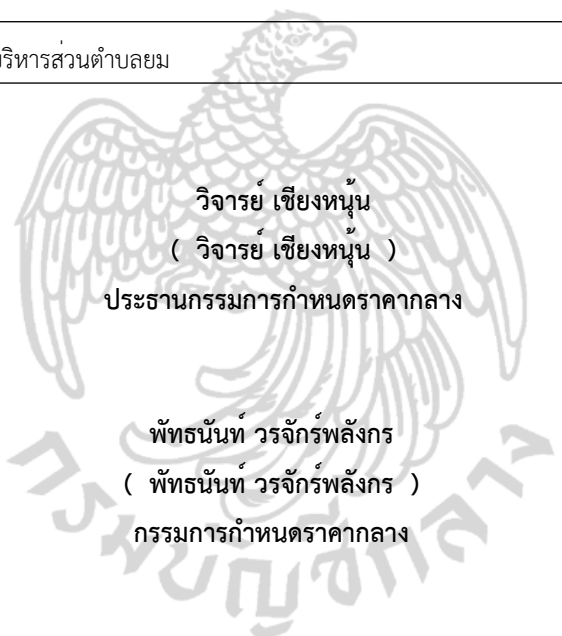 บริหารส่วนตำบลยม
วิจารย์ เชียงหนุ้น
( วิจารย์ เชียงหนุ้น )
ประธานกรรมการกำหนดราคากลาง
พัทธนันท์ วรจักร์พลังกร
( พัทธนันท์ วรจักร์พลังกร )
กรรมการกำหนดราคากลาง
กรมบัญชีกลาง